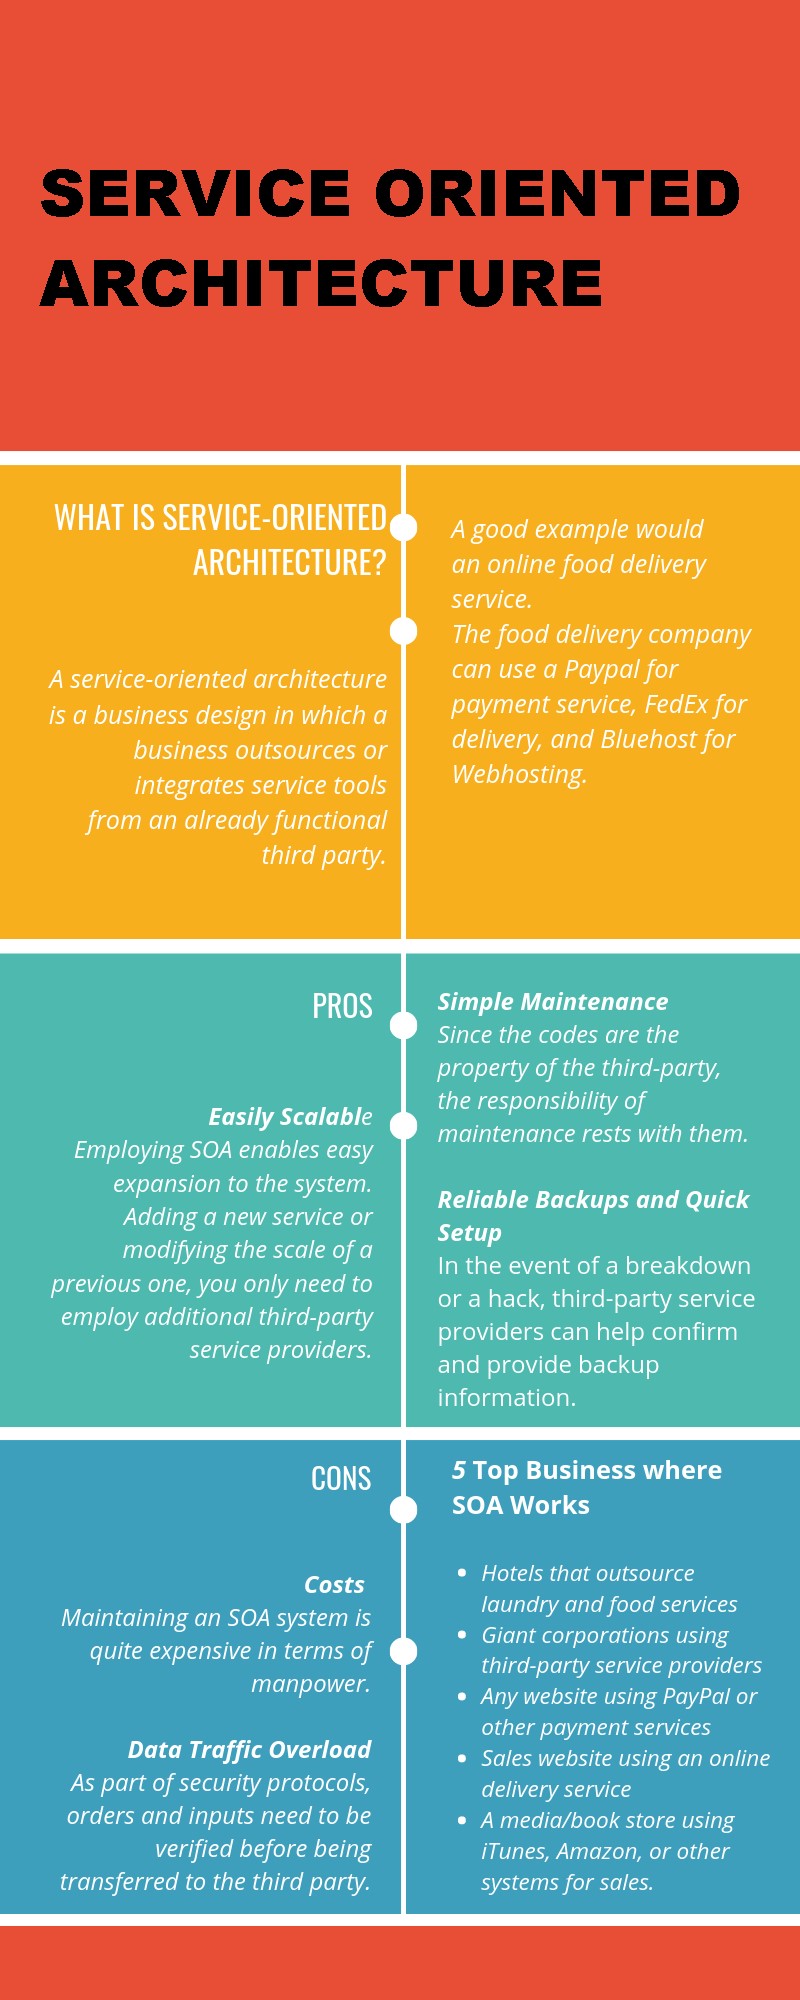 SERVICE ORIENTED
ARCHITECTURE
WHAT IS SERVICE-ORIENTED
ARCHITECTURE?
A service-oriented architecture
is a business design in which a
business outsources or
integrates service tools
from an already functional
third party.
A good example would
an online food delivery
service.
The food delivery company
can use a Paypal for
payment service, FedEx for
delivery, and Bluehost for
Webhosting.
PROS
Easily Scalable
Employing SOA enables easy
expansion to the system.
Adding a new service or
modifying the scale of a
previous one, you only need to
employ additional third-party
service providers.
Simple Maintenance
Since the codes are the
property of the third-party,
the responsibility of
maintenance rests with them.
Reliable Backups and Quick
Setup
In the event of a breakdown
or a hack, third-party service
providers can help confirm
and provide backup
information.
CONS
Costs
Maintaining an SOA system is
quite expensive in terms of
manpower.
Data Traffic Overload
As part of security protocols,
orders and inputs need to be
verified before being
transferred to the third party.
5 Top Business where
SOA Works
• Hotels that outsource
laundry and food services
• Giant corporations using
third-party service providers
• Any website using PayPal or
other payment services
• Sales website using an online
delivery service
• A media/book store using
iTunes, Amazon, or other
systems for sales.